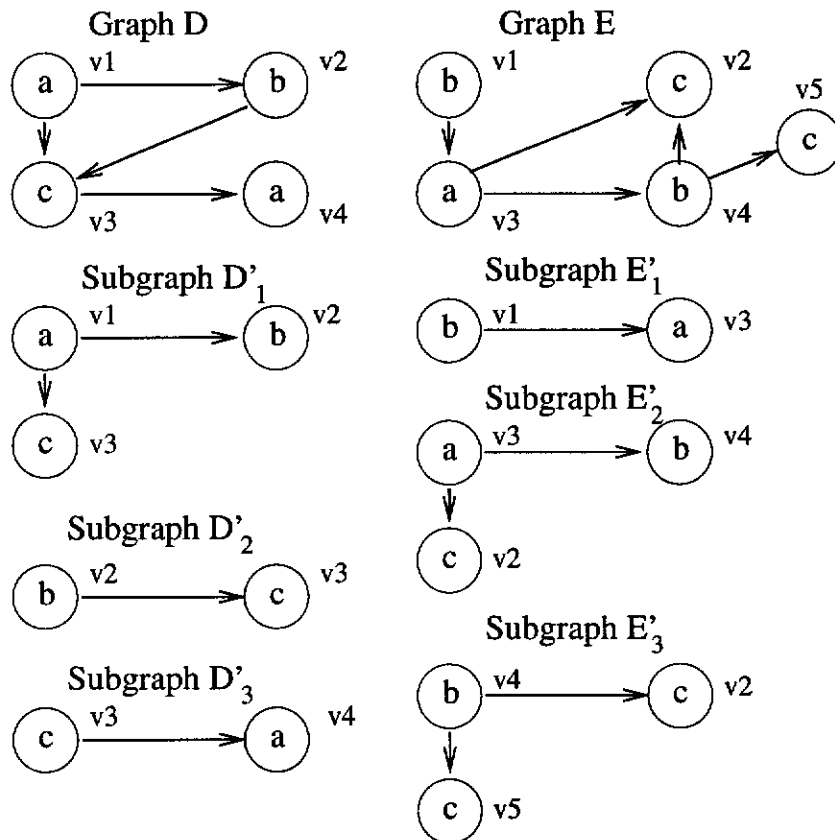 Graph D
a v1 b v2
c v3 a v4
Graph E
b v1 c v2 v5
c
a v3 b v4
Subgraph D'1
a v1 b v2
c v3
Subgraph D'2
b v2 c v3
Subgraph D'3
c v3 a v4
Subgraph E'1
b v1 a v3
Subgraph E'2
a v3 b v4
c v2
Subgraph E'3
b v4 c v2
c v5